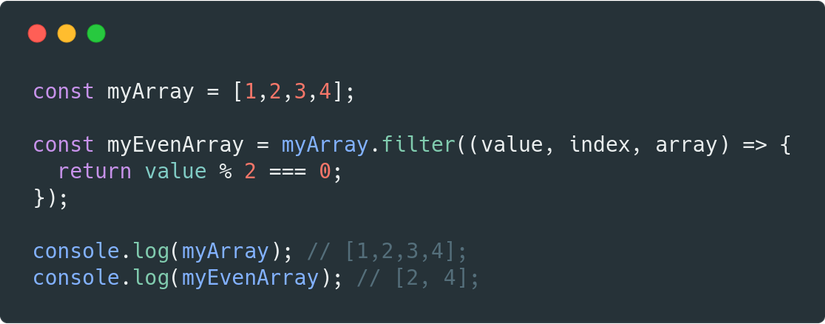 const myArray = [1,2,3,4];
const myEvenArray = myArray.filter((value, index, array) => {
  return value % 2 === 0;
});
console.log(myArray); // [1,2,3,4];
console.log(myEvenArray); // [2, 4];